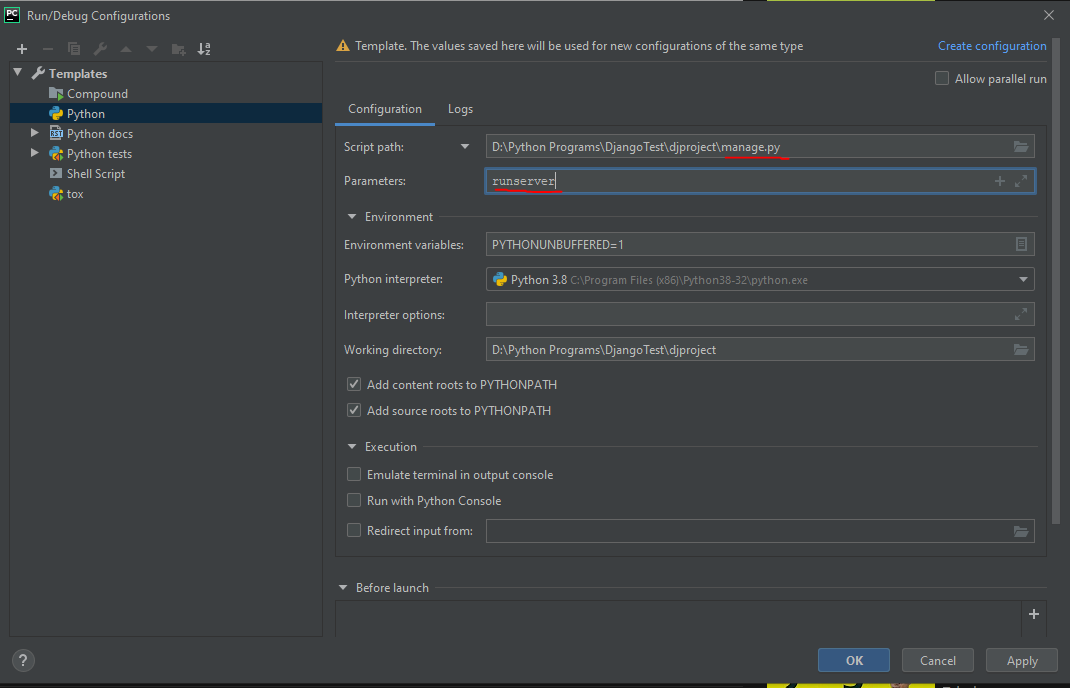 PC Run/Debug Configurations
Template. The values saved here will be used for new configurations of the same type Create configuration
Allow parallel run
Templates
Compound
Python
Python docs
Python tests
Shell Script
tox
Configuration Logs
Script path: D:\Python Programs\DjangoTest\djproject\manage.py
Parameters: runserver
Environment
Environment variables: PYTHONUNBUFFERED=1
Python interpreter: Python 3.8 C:\Program Files (x86)\Python38-32\python.exe
Interpreter options:
Working directory: D:\Python Programs\DjangoTest\djproject
Add content roots to PYTHONPATH
Add source roots to PYTHONPATH
Execution
Emulate terminal in output console
Run with Python Console
Redirect input from:
Before launch
? OK Cancel Apply